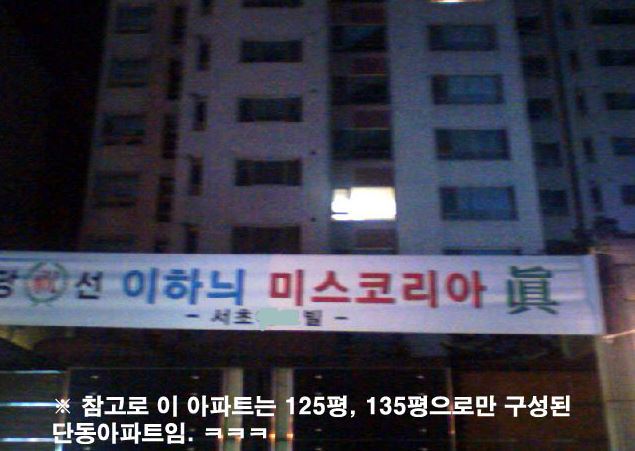 당 祝 선 이하늬 미스코리아 眞
- 서초 빌 -
※ 참고로 이 아파트는 125평, 135평으로만 구성된
단동아파트임. ㅋㅋㅋ